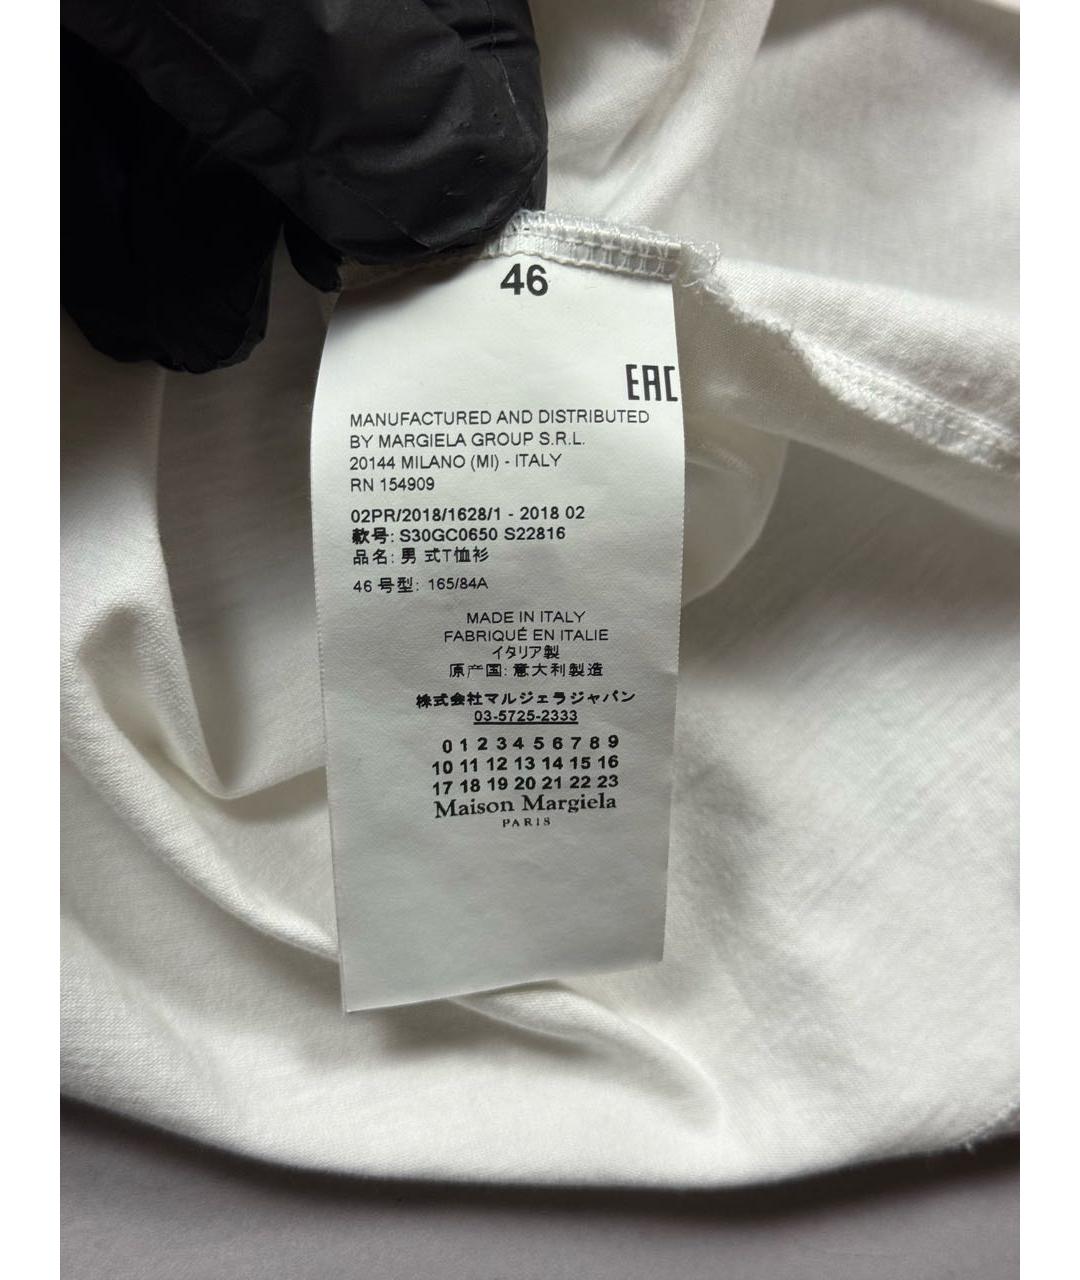 46
EAC
MANUFACTURED AND DISTRIBUTED
BY MARGIELA GROUP S.R.L.
20144 MILANO (MI) - ITALY
RN 154909
02PR/2018/1628/1 - 2018 02
款号: S30GC0650 S22816
品名: 男 式T恤衫
46 号型: 165/84A
MADE IN ITALY
FABRIQUÉ EN ITALIE
イタリア製
原产国: 意大利製造
株式会社マルジェラジャパン
03-5725-2333
0 1 2 3 4 5 6 7 8 9
10 11 12 13 14 15 16
17 18 19 20 21 22 23
Maison Margiela
PARIS